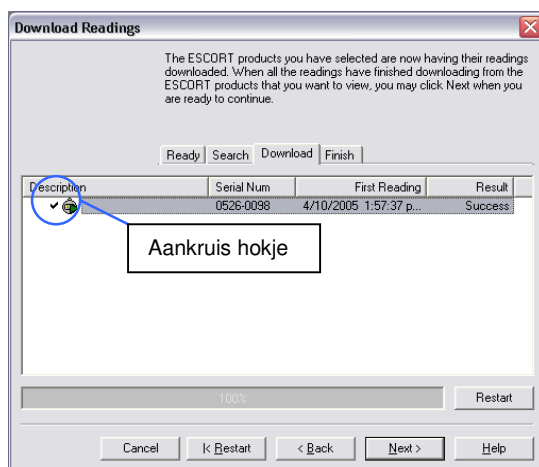 Download Readings
The ESCORT products you have selected are now having their readings
downloaded. When all the readings have finished downloading from the
ESCORT products that you want to view, you may click Next when you
are ready to continue.
Ready Search Download Finish
Description Serial Num First Reading Result
0526-0098 4/10/2005 1:57:37 p... Success
Aankruis hokje
100% Restart
Cancel |< Restart < Back Next > Help